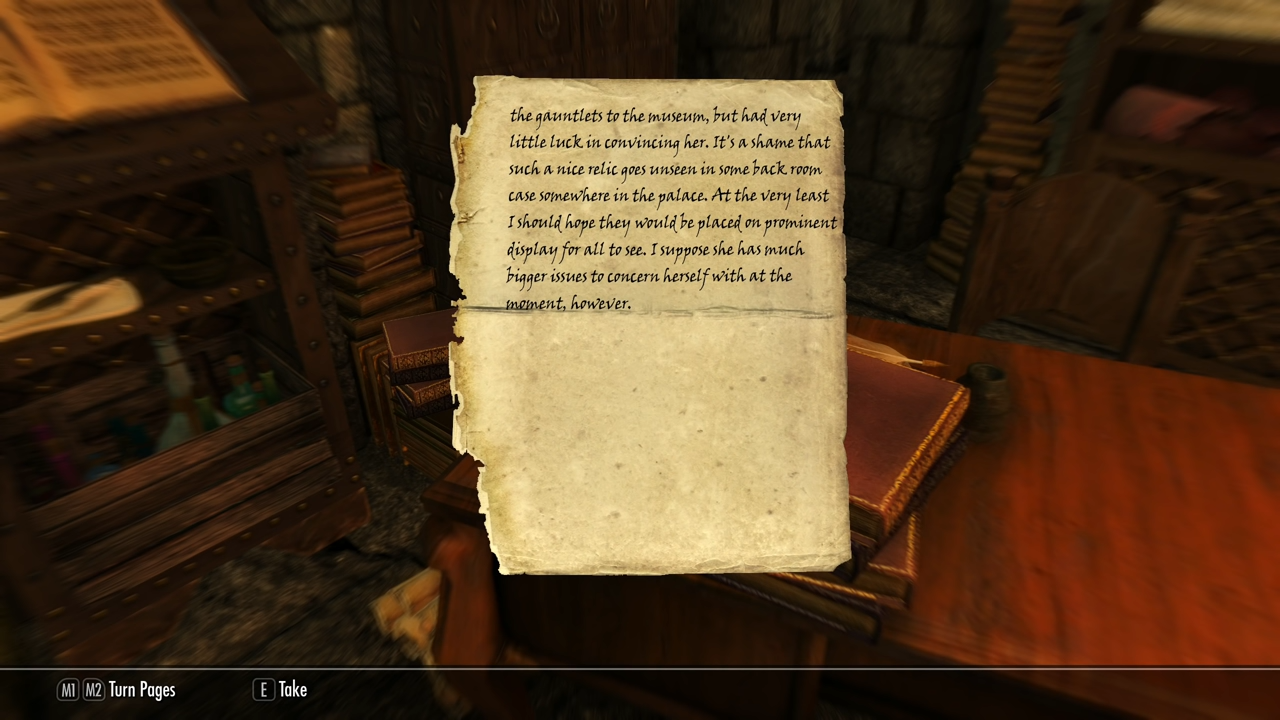 the gauntlets to the museum, but had very
little luck in convincing her. It's a shame that
such a nice relic goes unseen in some back room
case somewhere in the palace. At the very least
I should hope they would be placed on prominent
display for all to see. I suppose she has much
bigger issues to concern herself with at the
moment, however.
M1 M2 Turn Pages
E Take